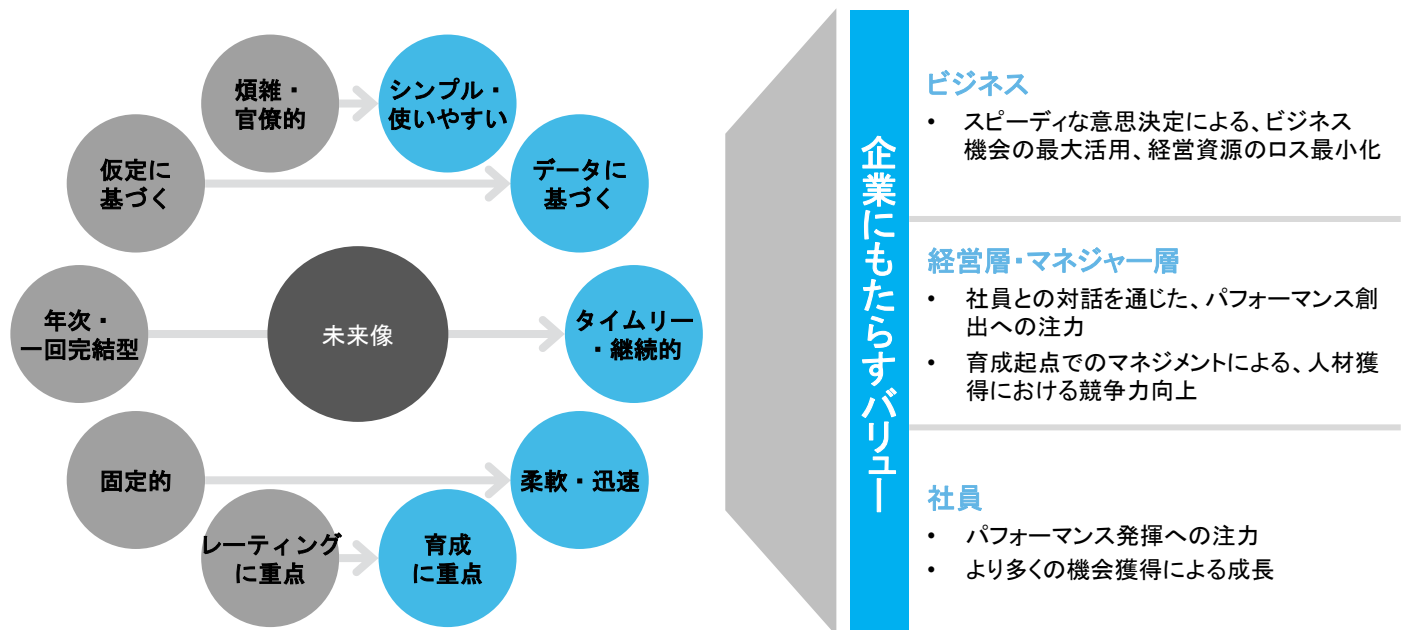 煩雑・
官僚的
シンプル・
使いやすい
仮定に
基づく
データに
基づく
年次・
一回完結型
未来像
タイムリー
・継続的
固定的
柔軟・迅速
レーティング
に重点
育成
に重点
企業にもたらすバリュー
ビジネス
• スピーディな意思決定による、ビジネス
機会の最大活用、経営資源のロス最小化
経営層・マネジャー層
• 社員との対話を通じた、パフォーマンス創
出への注力
• 育成起点でのマネジメントによる、人材獲
得における競争力向上
社員
• パフォーマンス発揮への注力
• より多くの機会獲得による成長